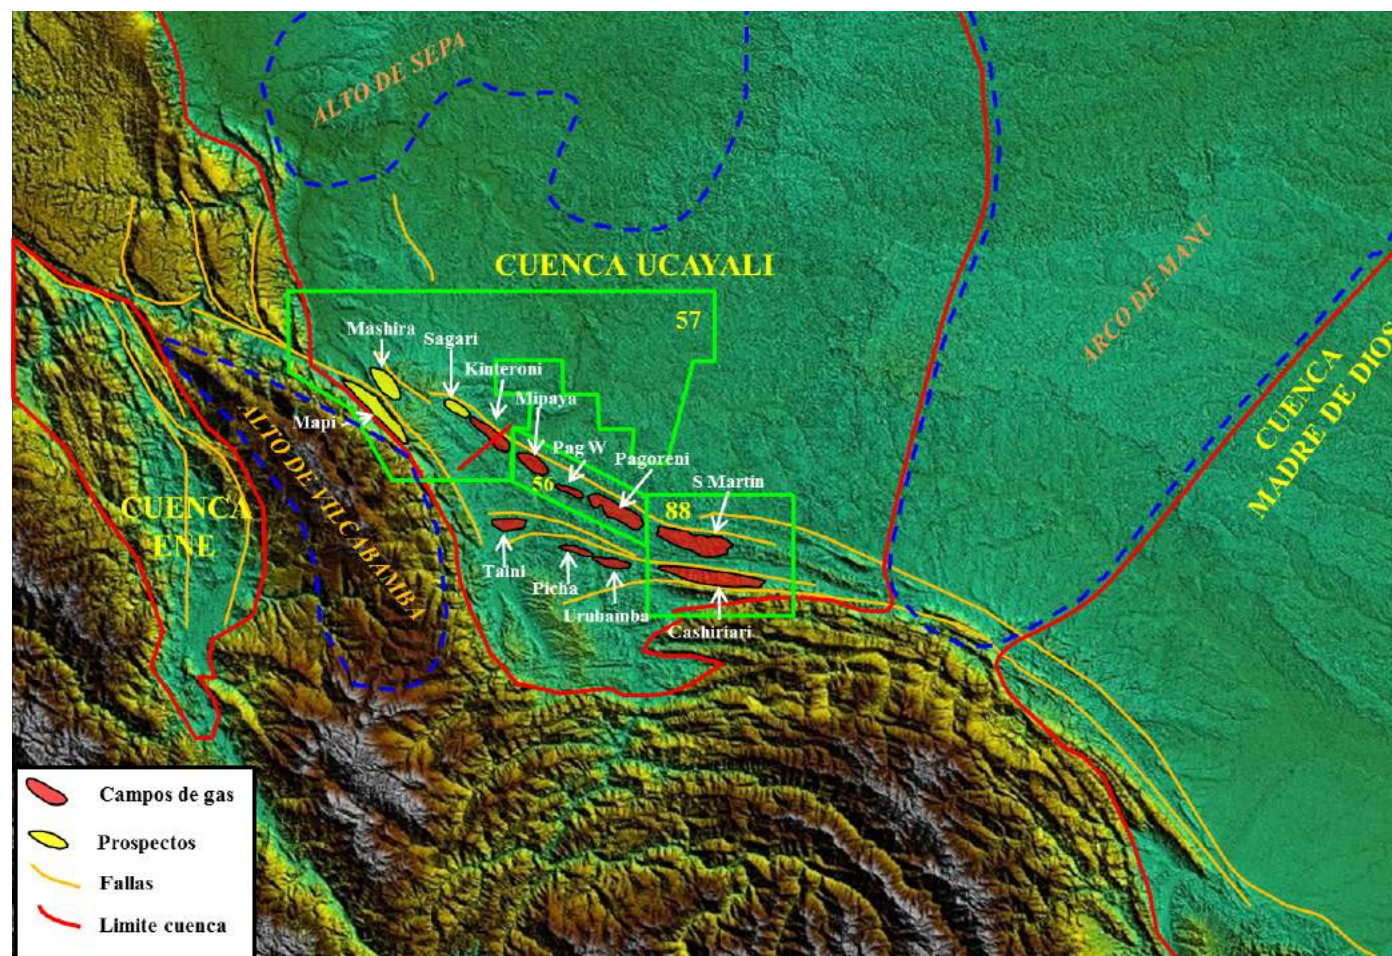 ALTO DE SEPA
CUENCA UCAYALI
ARCO DE MANU
57
Mashira
Sagari
Kinteroni
Mipaya
Mapi
Pag W
Pagoreni
S Martin
56
88
CUENCA
MADRE DE DIOS
ALTO DE VILCABAMBA
CUENCA
ENE
Taini
Picha
Urubamba
Cashiriari
Campos de gas
Prospectos
Fallas
Limite cuenca